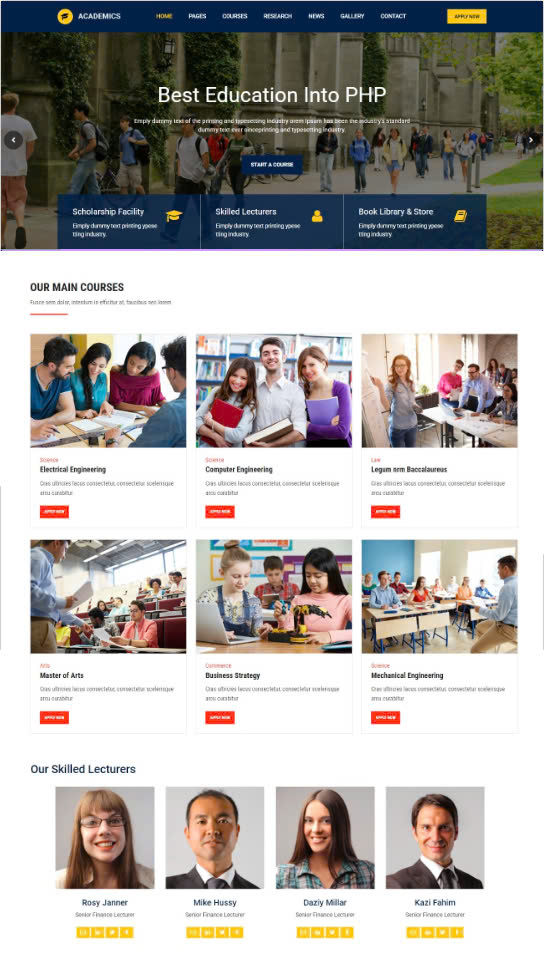 ACADEMICS
HOME PAGES COURSES RESEARCH NEWS GALLERY CONTACT
APPLY NOW
Best Education Into PHP
Emply dummy text of the printing and typesetting industry orem Ipsum has been the industry's standard
dummy text ever sinceprinting and typesetting industry.
START A COURSE
Scholarship Facility
Eimply dummy text printing ypese
tting industry.
Skilled Lecturers
Eimply dummy text printing ypese
tting industry.
Book Library & Store
Eimply dummy text printing ypese
tting industry.
OUR MAIN COURSES
Fusce sem dolor, interdum in efficitur at, faucibus nec lorem
Science
Electrical Engineering
Cras ultricies lacus consectetur, consectetur scelerisque
arcu curabitur
APPLY NOW
Science
Computer Engineering
Cras ultricies lacus consectetur, consectetur scelerisque
arcu curabitur
APPLY NOW
Law
Legum nrm Baccalaureus
Cras ultricies lacus consectetur, consectetur scelerisque
arcu curabitur
APPLY NOW
Arts
Master of Arts
Cras ultricies lacus consectetur, consectetur scelerisque
arcu curabitur
APPLY NOW
Commerce
Business Strategy
Cras ultricies lacus consectetur, consectetur scelerisque
arcu curabitur
APPLY NOW
Science
Mechanical Engineering
Cras ultricies lacus consectetur, consectetur scelerisque
arcu curabitur
APPLY NOW
Our Skilled Lecturers
Rosy Janner
Senior Finance Lecturer
Mike Hussy
Senior Finance Lecturer
Daziy Millar
Senior Finance Lecturer
Kazi Fahim
Senior Finance Lecturer